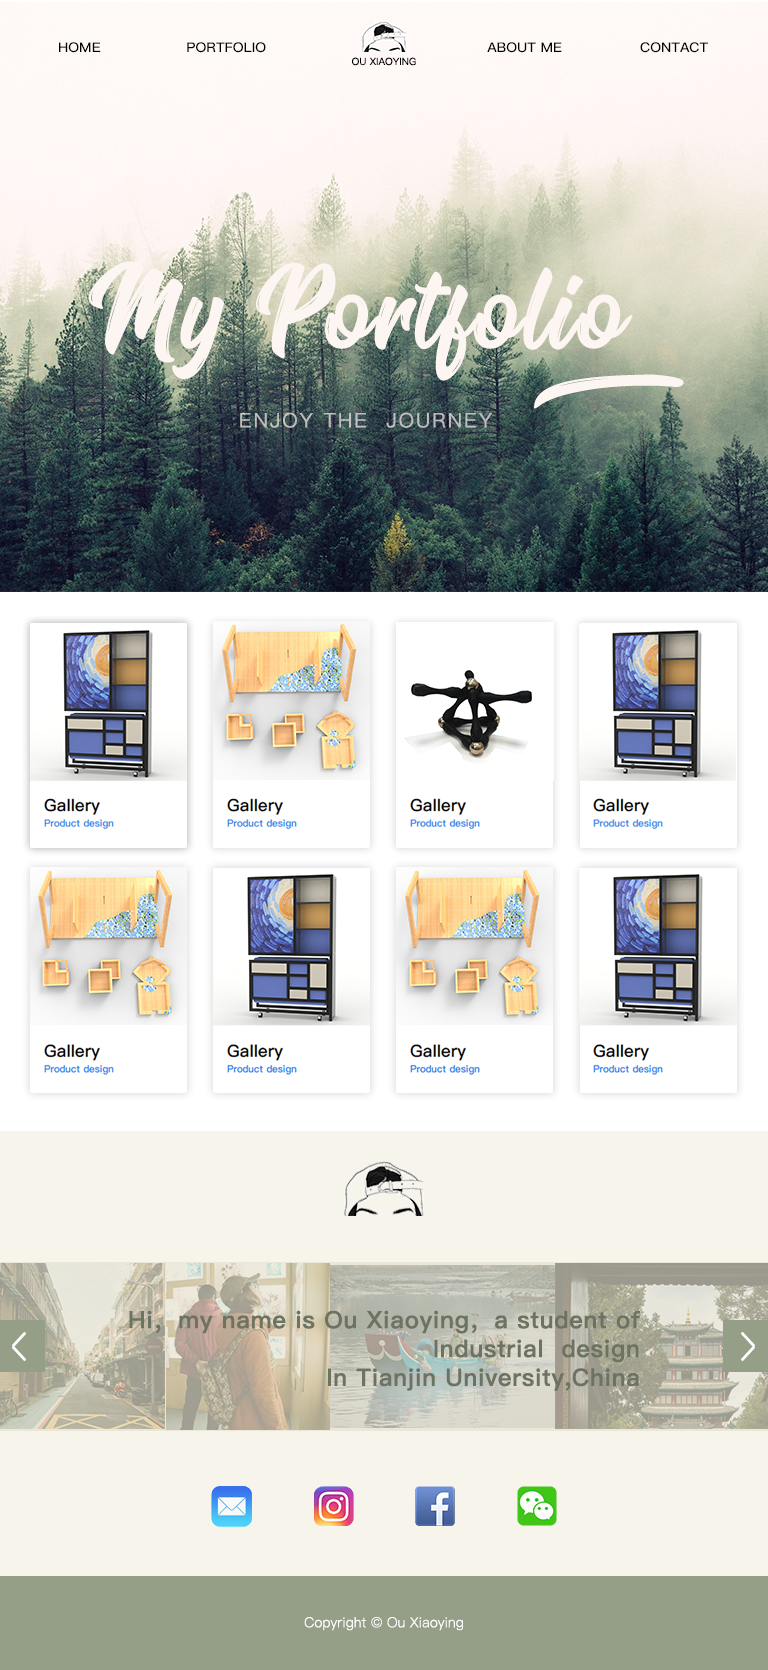 HOME
PORTFOLIO
OU XIAOYING
ABOUT ME
CONTACT
My Portfolio
ENJOY THE JOURNEY
Gallery
Product design
Gallery
Product design
Gallery
Product design
Gallery
Product design
Gallery
Product design
Gallery
Product design
Gallery
Product design
Gallery
Product design
Hi，my name is Ou Xiaoying，a student of
Industrial design
In Tianjin University,China
Copyright © Ou Xiaoying